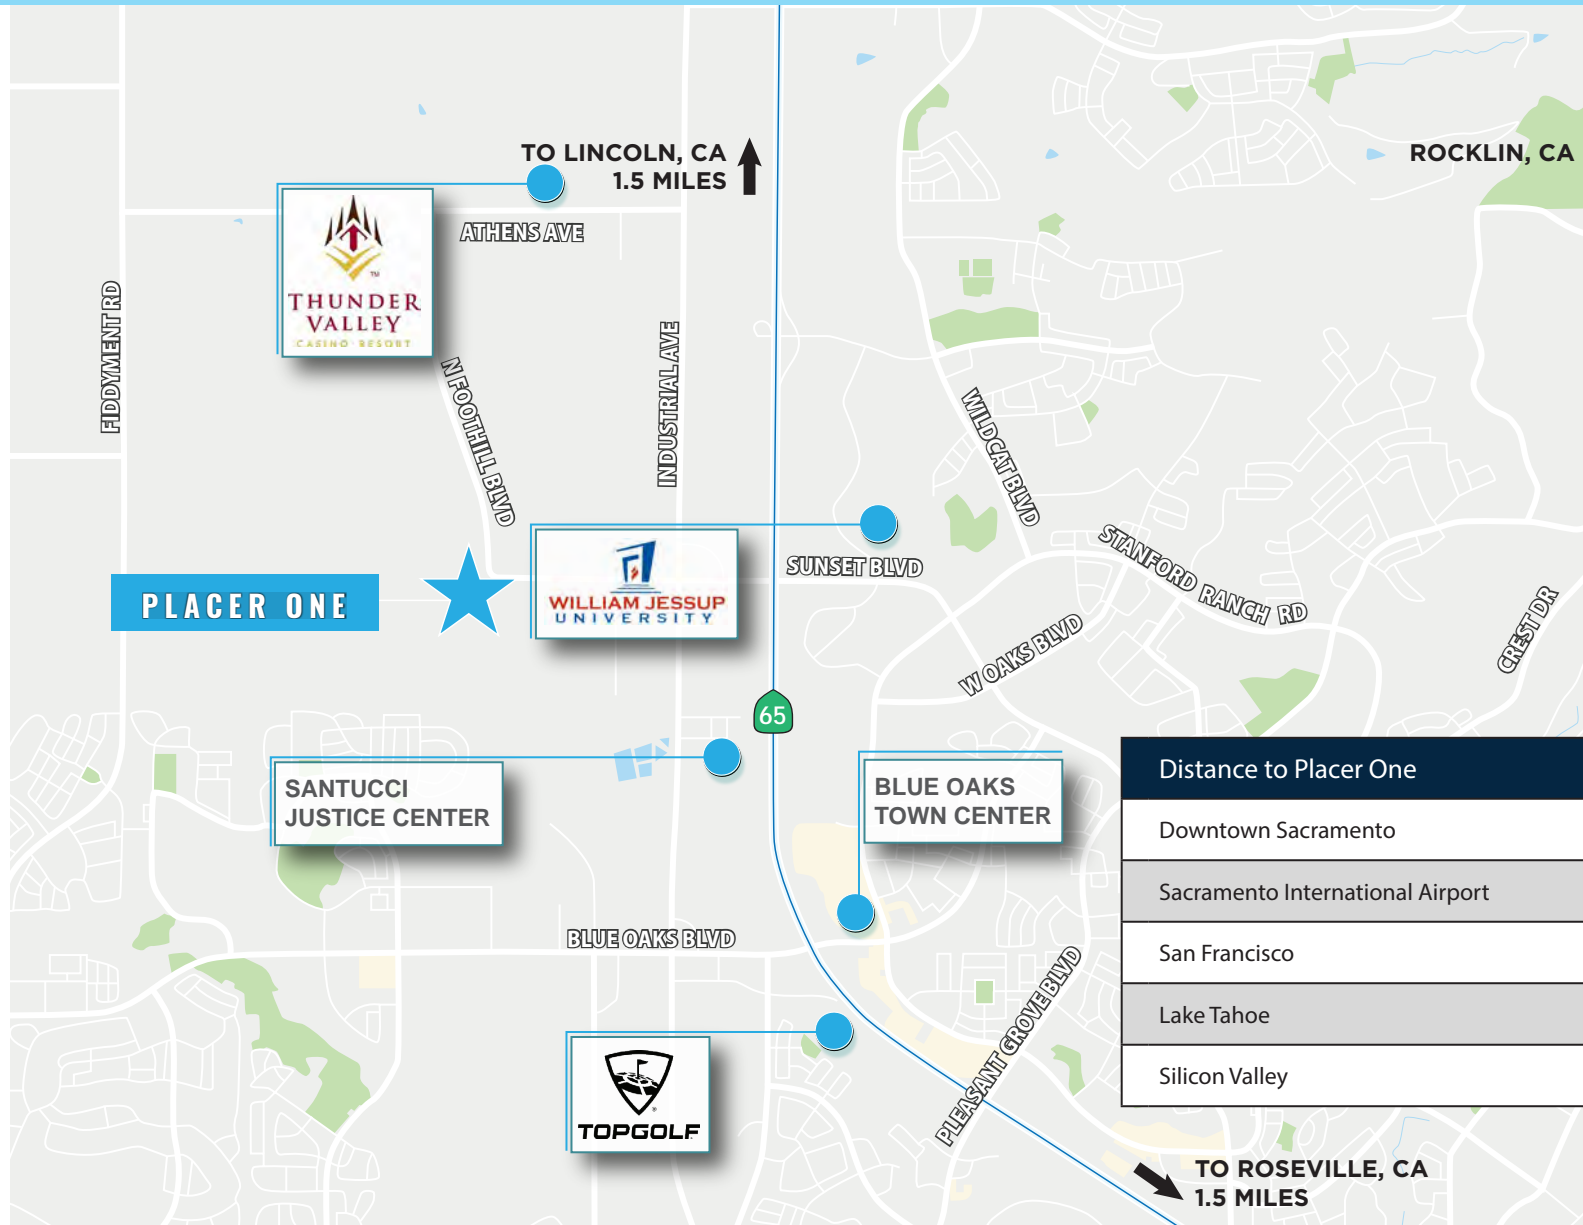 TO LINCOLN, CA
1.5 MILES
ROCKLIN, CA
ATHENS AVE
THUNDER
VALLEY
CASINO RESORT
TM
FIDDYMENT RD
N FOOTHILL BLVD
INDUSTRIAL AVE
WILDCAT BLVD
STANFORD RANCH RD
SUNSET BLVD
PLACER ONE
WILLIAM JESSUP
UNIVERSITY
W OAKS BLVD
CREST DR
65
SANTUCCI
JUSTICE CENTER
BLUE OAKS
TOWN CENTER
Distance to Placer One
Downtown Sacramento
Sacramento International Airport
San Francisco
Lake Tahoe
Silicon Valley
BLUE OAKS BLVD
PLEASANT GROVE BLVD
TOPGOLF
®
TO ROSEVILLE, CA
1.5 MILES